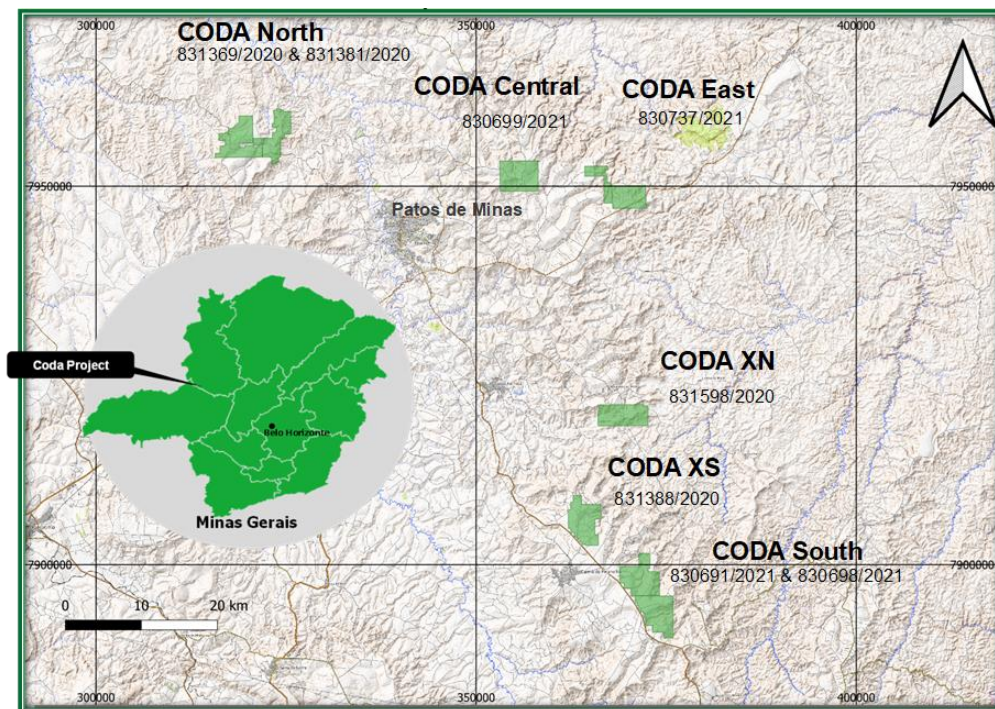 300000
350000
400000
CODA North
831369/2020 & 831381/2020
CODA Central
830699/2021
CODA East
830737/2021
7950000
7950000
Patos de Minas
Coda Project
Belo Horizonte
Minas Gerais
CODA XN
831598/2020
CODA XS
831388/2020
CODA South
830691/2021 & 830698/2021
7900000
7900000
0 10 20 km
300000
350000
400000